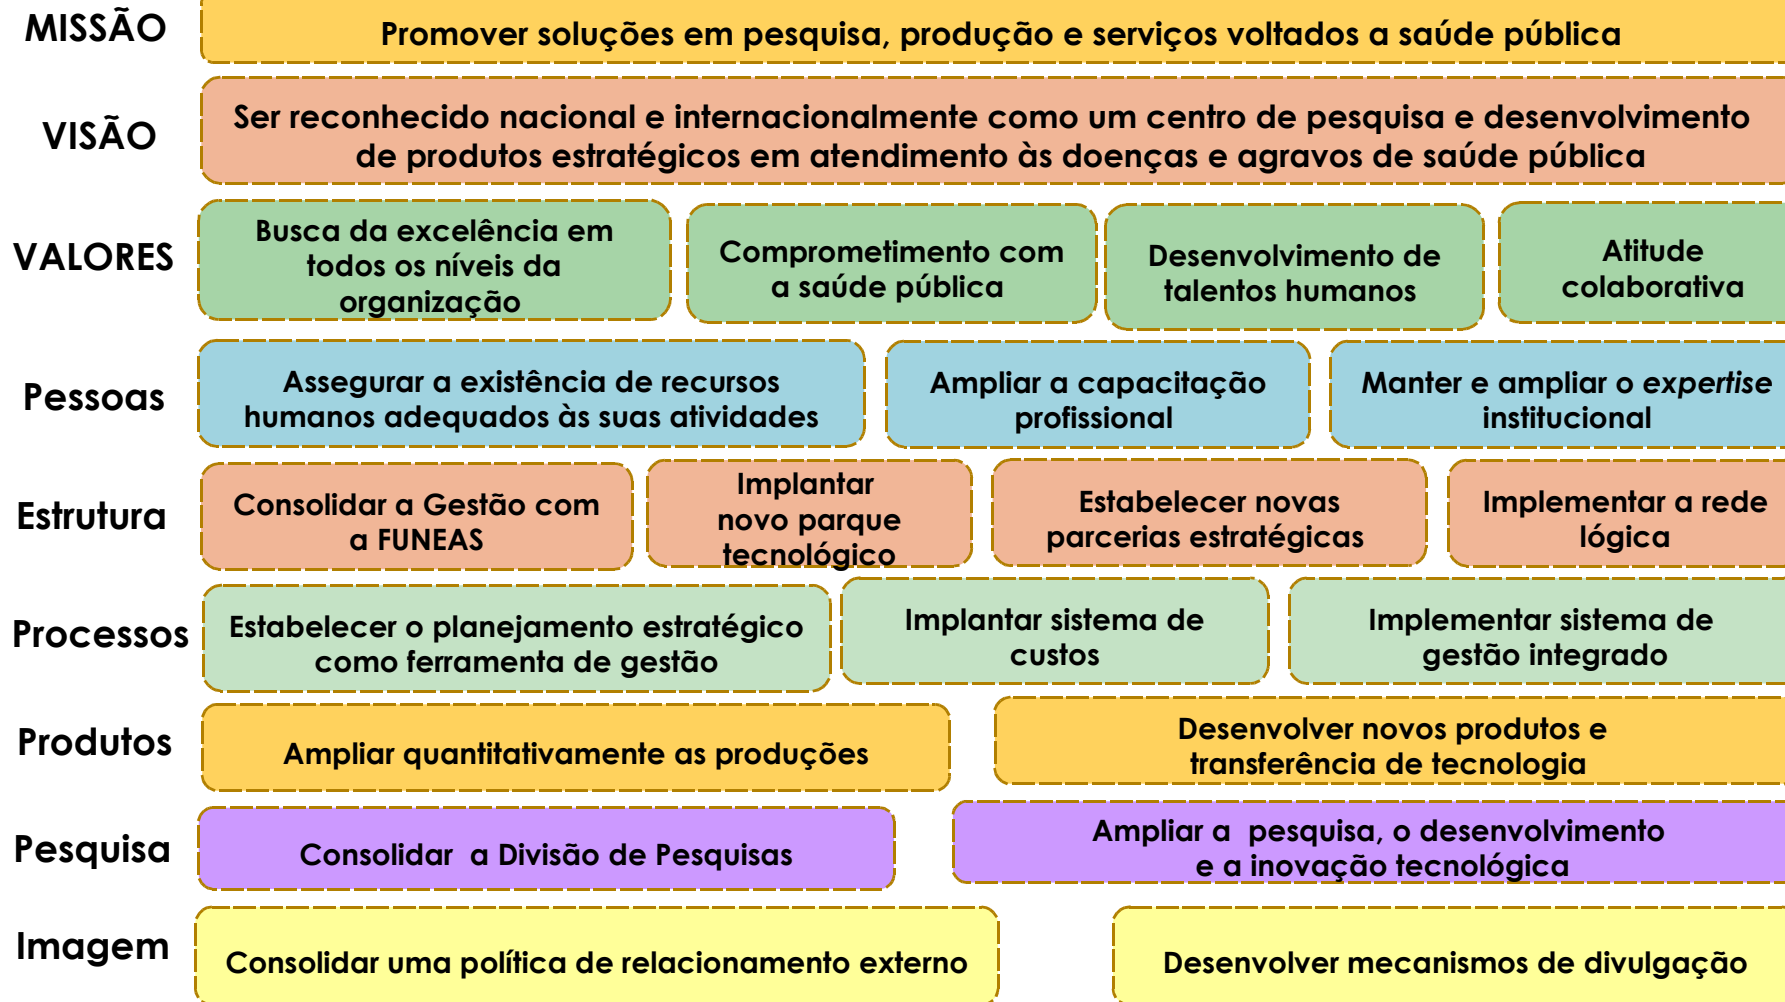 MISSÃO
Promover soluções em pesquisa, produção e serviços voltados a saúde pública
VISÃO
Ser reconhecido nacional e internacionalmente como um centro de pesquisa e desenvolvimento
de produtos estratégicos em atendimento às doenças e agravos de saúde pública
VALORES
Busca da excelência em
todos os níveis da
organização
Comprometimento com
a saúde pública
Desenvolvimento de
talentos humanos
Atitude
colaborativa
Pessoas
Assegurar a existência de recursos
humanos adequados às suas atividades
Ampliar a capacitação
profissional
Manter e ampliar o expertise
institucional
Estrutura
Consolidar a Gestão com
a FUNEAS
Implantar
novo parque
tecnológico
Estabelecer novas
parcerias estratégicas
Implementar a rede
lógica
Processos
Estabelecer o planejamento estratégico
como ferramenta de gestão
Implantar sistema de
custos
Implementar sistema de
gestão integrado
Produtos
Ampliar quantitativamente as produções
Desenvolver novos produtos e
transferência de tecnologia
Pesquisa
Consolidar a Divisão de Pesquisas
Ampliar a pesquisa, o desenvolvimento
e a inovação tecnológica
Imagem
Consolidar uma política de relacionamento externo
Desenvolver mecanismos de divulgação